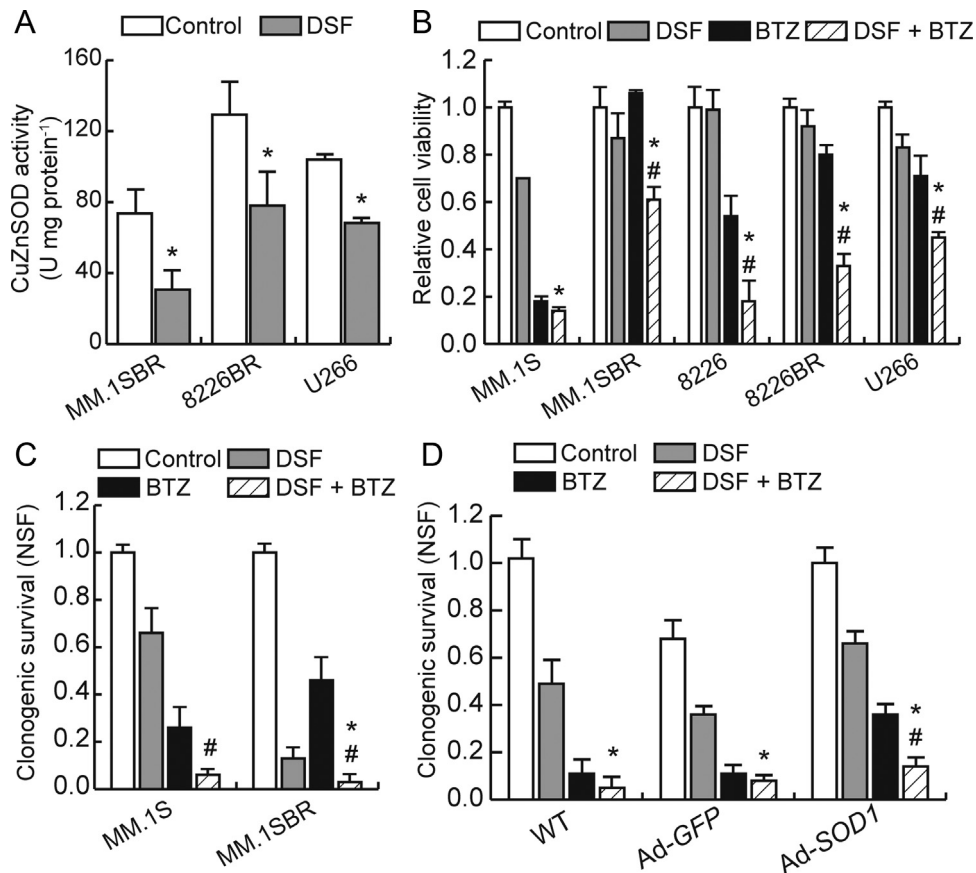 A
Control DSF
CuZnSOD activity
(U mg protein⁻¹)
160
120
80
40
0
*
*
*
MM.1SBR
8226BR
U266
B
Control DSF BTZ DSF + BTZ
Relative cell viability
1.2
1.0
0.8
0.6
0.4
0.2
0.0
*
*
#
*
#
*
#
*
#
MM.1S
MM.1SBR
8226
8226BR
U266
C
Control DSF
BTZ DSF + BTZ
Clonogenic survival (NSF)
1.2
1.0
0.8
0.6
0.4
0.2
0.0
#
*
#
MM.1S
MM.1SBR
D
Control DSF
BTZ DSF + BTZ
Clonogenic survival (NSF)
1.2
1.0
0.8
0.6
0.4
0.2
0.0
*
*
*
#
WT
Ad-GFP
Ad-SOD1